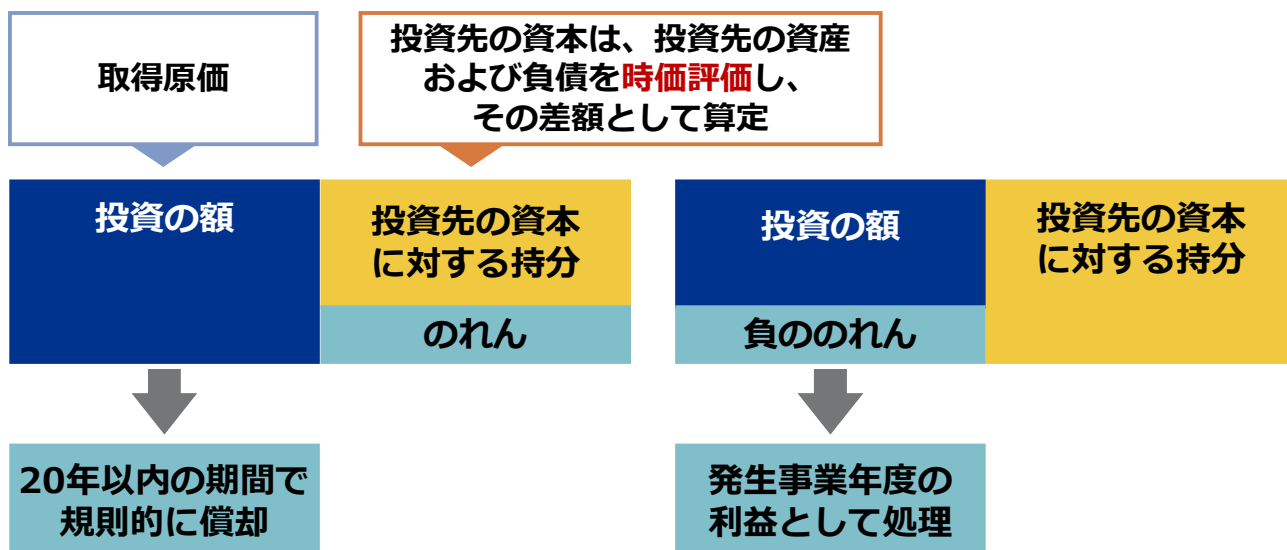 取得原価
投資先の資本は、投資先の資産
および負債を時価評価し、
その差額として算定
投資の額
投資先の資本
に対する持分
のれん
20年以内の期間で
規則的に償却
投資の額
負ののれん
投資先の資本
に対する持分
発生事業年度の
利益として処理